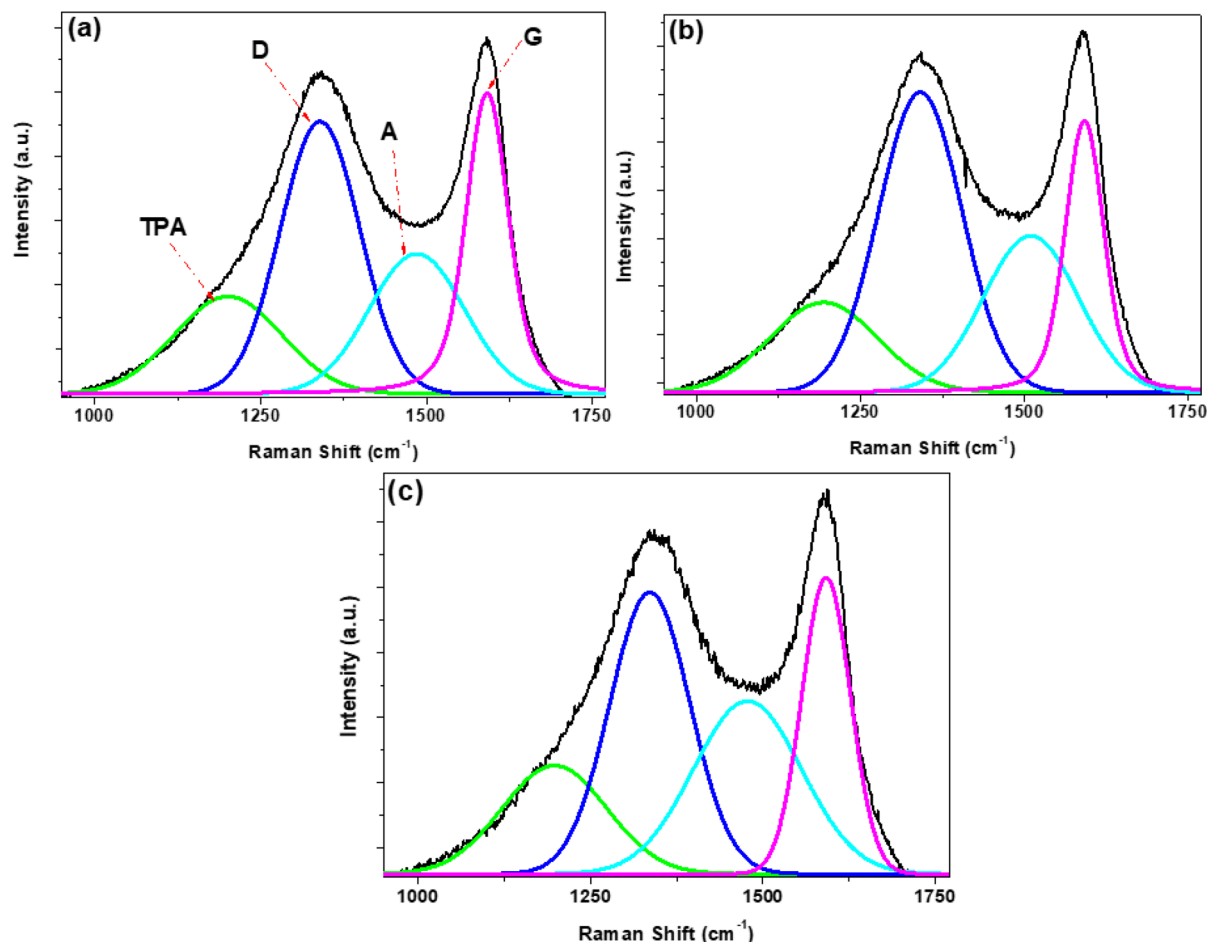 (a)
D
G
A
TPA
Intensity (a.u.)
1000 1250 1500 1750
Raman Shift (cm⁻¹)
(b)
Intensity (a.u.)
1000 1250 1500 1750
Raman Shift (cm⁻¹)
(c)
Intensity (a.u.)
1000 1250 1500 1750
Raman Shift (cm⁻¹)